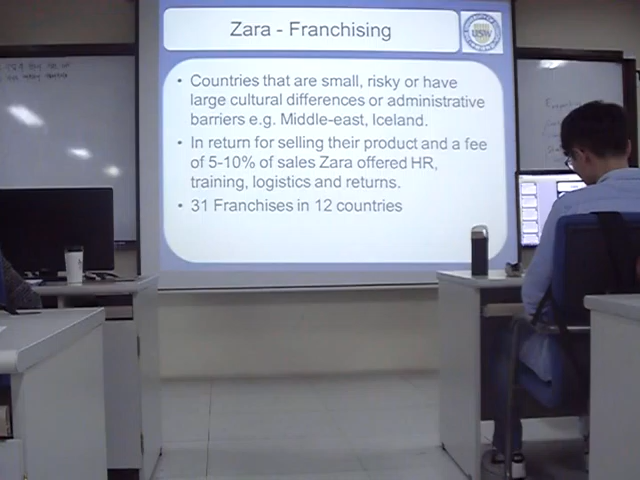 Zara - Franchising
USW
• Countries that are small, risky or have
large cultural differences or administrative
barriers e.g. Middle-east, Iceland.
• In return for selling their product and a fee
of 5-10% of sales Zara offered HR,
training, logistics and returns.
• 31 Franchises in 12 countries